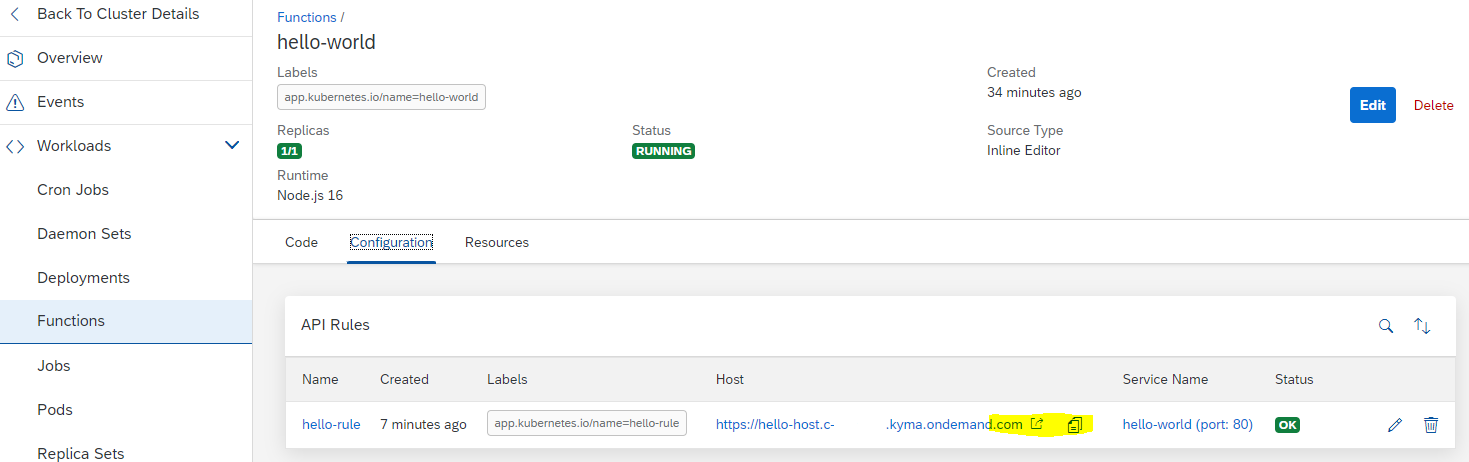 Back To Cluster Details
Overview
Events
Workloads
Cron Jobs
Daemon Sets
Deployments
Functions
Jobs
Pods
Replica Sets
Functions /
hello-world
Labels
app.kubernetes.io/name=hello-world
Created
34 minutes ago
Edit
Delete
Replicas
1/1
Status
RUNNING
Source Type
Inline Editor
Runtime
Node.js 16
Code Configuration Resources
API Rules
Name Created Labels Host Service Name Status
hello-rule 7 minutes ago app.kubernetes.io/name=hello-rule https://hello-host.c- .kyma.ondemand.com hello-world (port: 80) OK